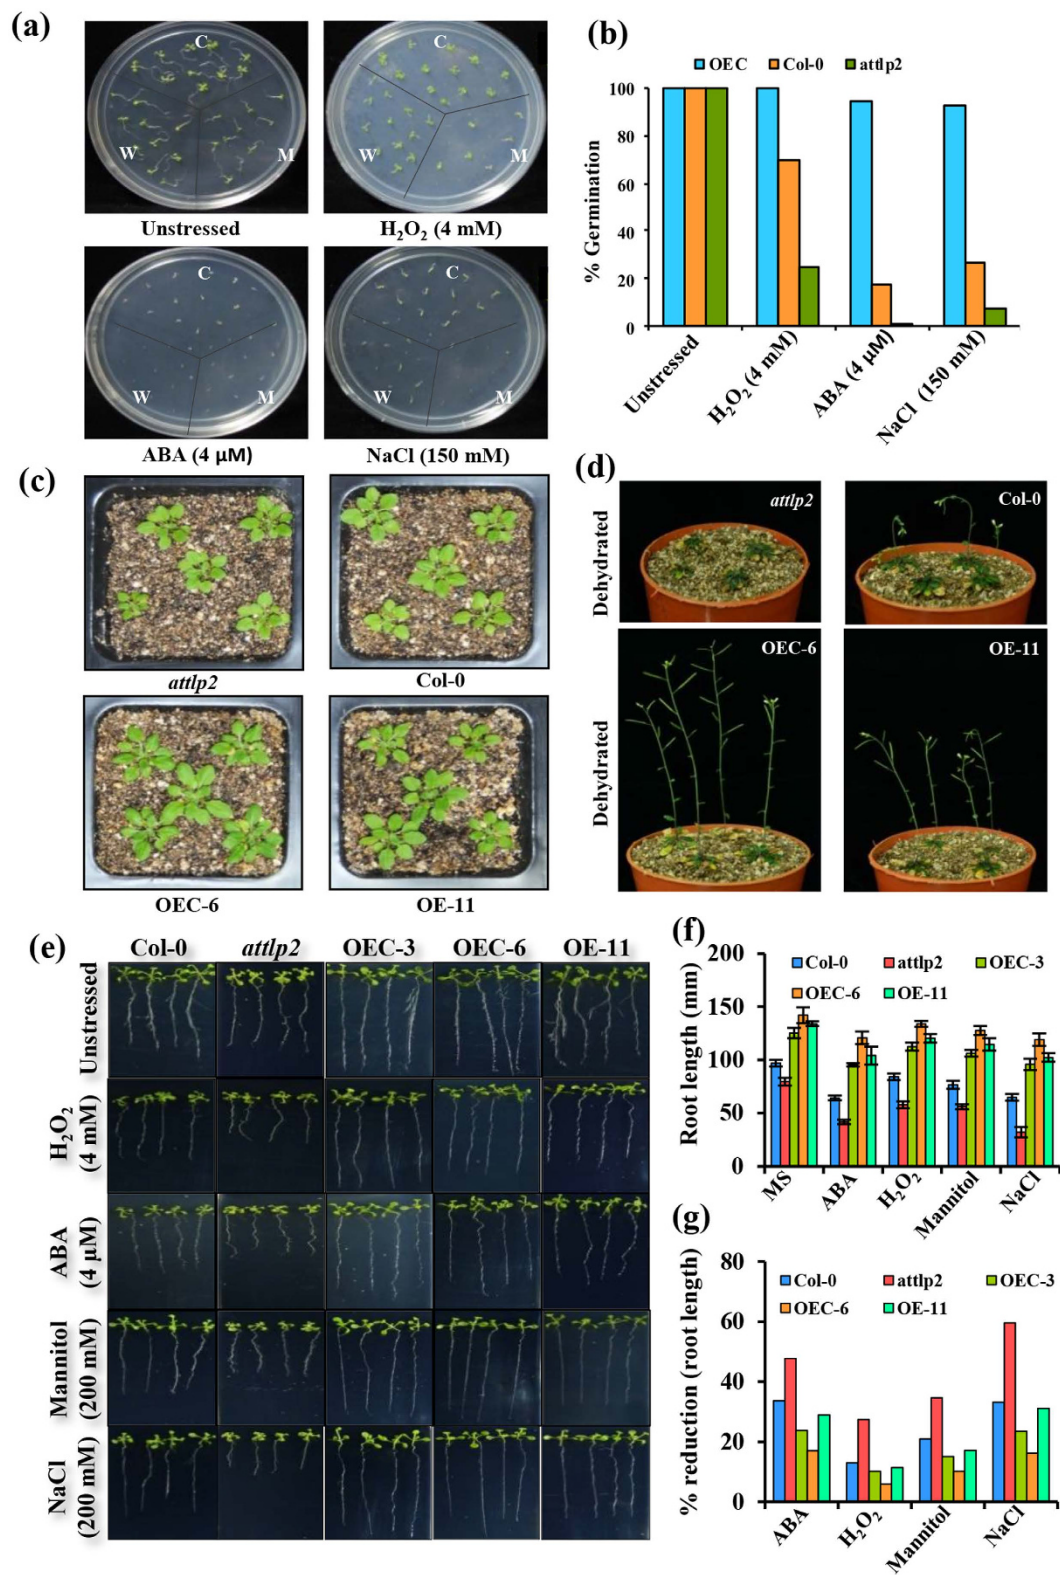 (a)
C
W
M
Unstressed
C
W
M
H₂O₂ (4 mM)
C
W
M
ABA (4 µM)
C
W
M
NaCl (150 mM)
(b)
OEC Col-0 attlp2
% Germination
100
80
60
40
20
0
Unstressed
H₂O₂ (4 mM)
ABA (4 µM)
NaCl (150 mM)
(c)
attlp2
Col-0
OEC-6
OE-11
(d)
Dehydrated
attlp2
Col-0
Dehydrated
OEC-6
OE-11
(e)
Col-0 attlp2 OEC-3 OEC-6 OE-11
Unstressed
H₂O₂
(4 mM)
ABA
(4 µM)
Mannitol
(200 mM)
NaCl
(200 mM)
(f)
Root length (mm)
200
150
100
50
0
Col-0 attlp2 OEC-3
OEC-6 OE-11
MS
ABA
H₂O₂
Mannitol
NaCl
(g)
% reduction (root length)
80
60
40
20
0
Col-0 attlp2 OEC-3
OEC-6 OE-11
ABA
H₂O₂
Mannitol
NaCl